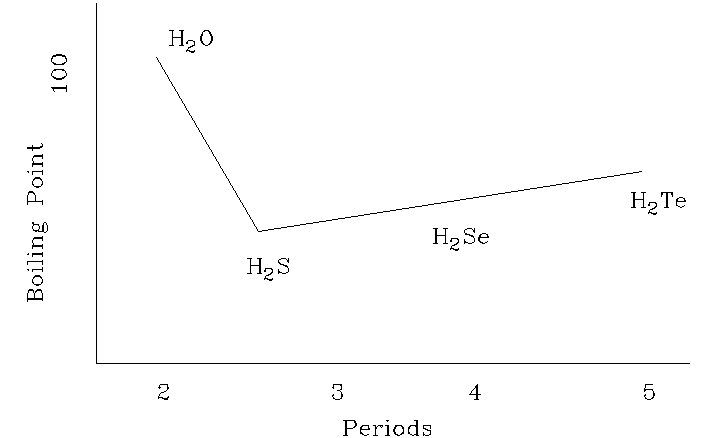 H₂O
100
Boiling Point
H₂Te
H₂Se
H₂S
2 3 4 5
Periods